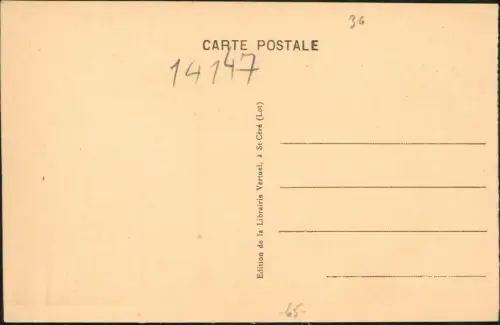 36
CARTE POSTALE
14147
Edition de la Librairie Vertuel, à St-Céré (Lot)
-65-